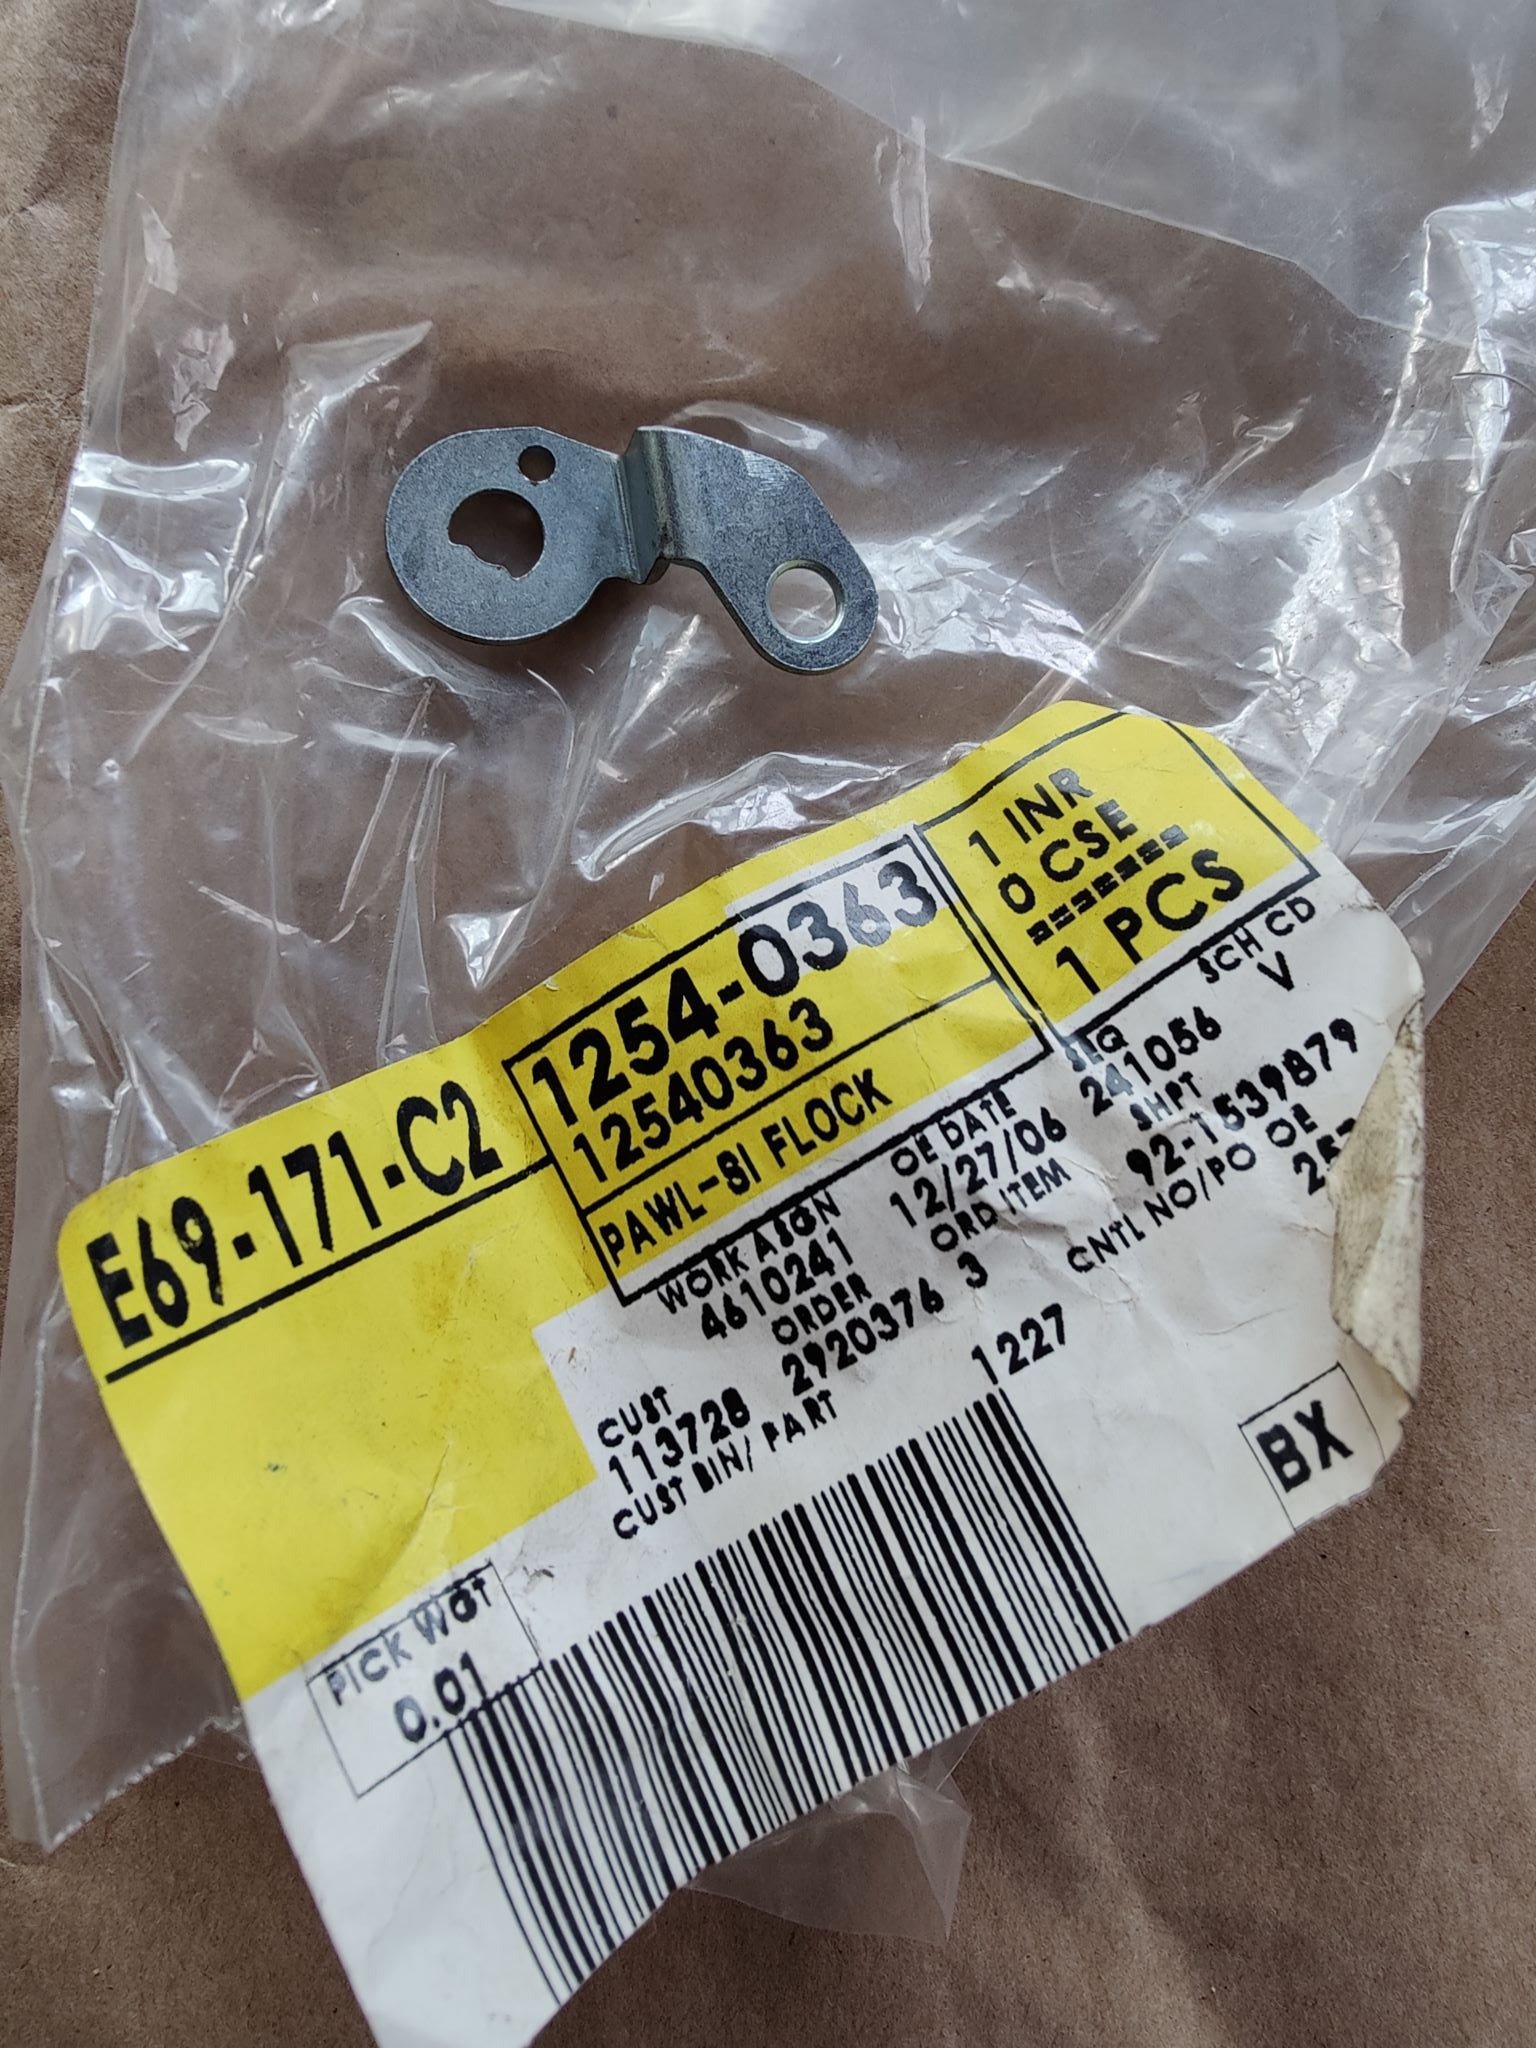 E69-171-C2
1254-0363
12540363
PAWL-SI FLOCK
1 INR
0 CSE
=======
1 PCS
WORK ASGN
4610241
OE DATE
12/27/06
SEQ
241056
SCH CD
V
ORDER
2920376
ORD ITEM
3
SHPT
92-1539879
CUST
113728
CNTL NO/PO OE
CUST BIN/ PART
1227
BX
PICK WGT
0.01